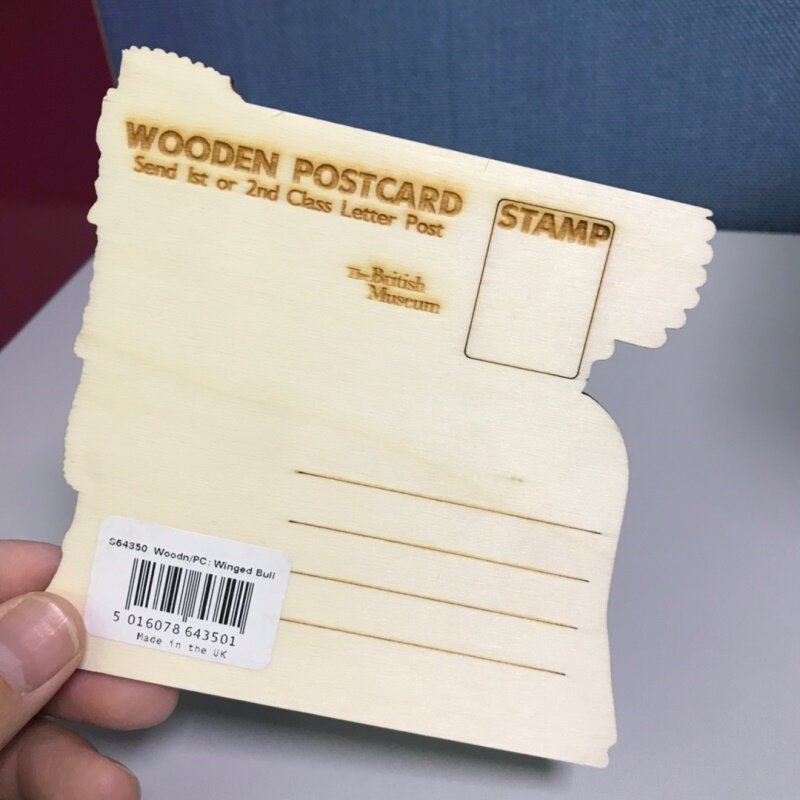 WOODEN POSTCARD
Send 1st or 2nd Class Letter Post
STAMP
The British
Museum
S64350 Woodn/PC: Winged Bull
5 016078 643501
Made in the UK